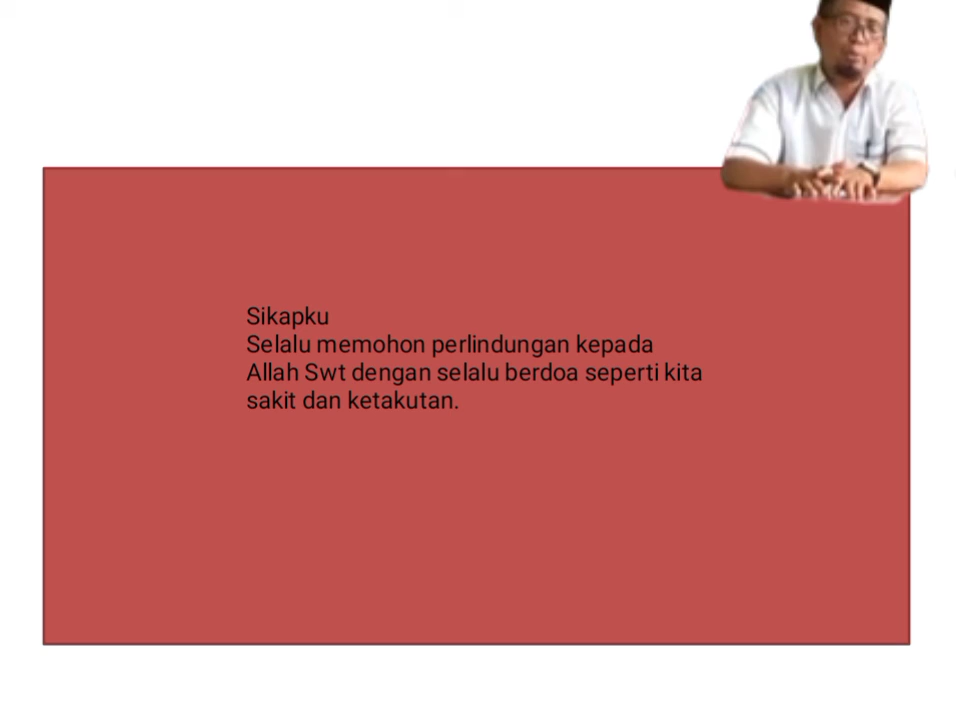 Sikapku
Selalu memohon perlindungan kepada
Allah Swt dengan selalu berdoa seperti kita
sakit dan ketakutan.